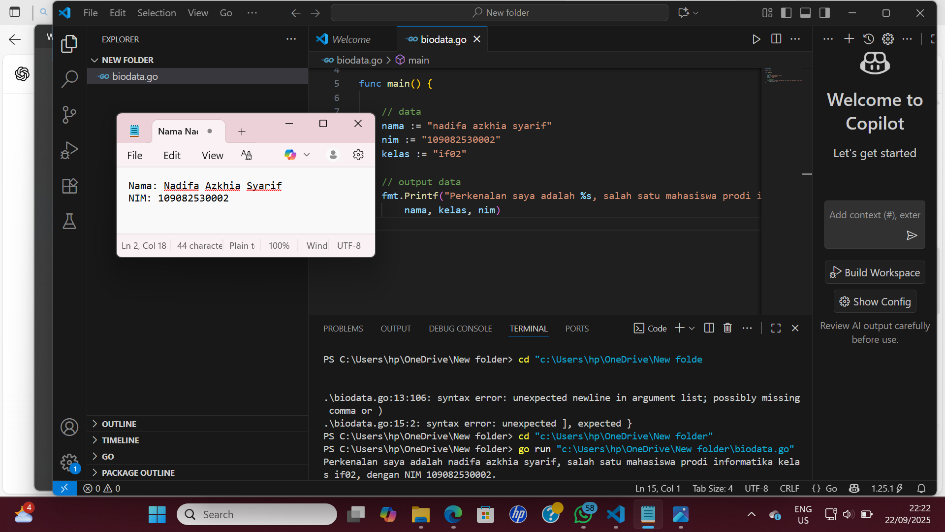 File Edit Selection View Go ··· New folder
EXPLORER ···
NEW FOLDER
biodata.go
OUTLINE
TIMELINE
GO
PACKAGE OUTLINE
Welcome biodata.go
biodata.go > main
4
5 func main() {
6
7 // data
nama := "nadifa azkhia syarif"
nim := "109082530002"
kelas := "if02"
// output data
fmt.Printf("Perkenalan saya adalah %s, salah satu mahasiswa prodi i
nama, kelas, nim)
Nama Nad
File Edit View
Nama: Nadifa Azkhia Syarif
NIM: 109082530002
Ln 2, Col 18 44 characte Plain t 100% Wind UTF-8
PROBLEMS OUTPUT DEBUG CONSOLE TERMINAL PORTS Code
PS C:\Users\hp\OneDrive\New folder> cd "c:\Users\hp\OneDrive\New folde
.\biodata.go:13:106: syntax error: unexpected newline in argument list; possibly missing
comma or )
.\biodata.go:15:2: syntax error: unexpected ], expected }
PS C:\Users\hp\OneDrive\New folder> cd "c:\Users\hp\OneDrive\New folder"
PS C:\Users\hp\OneDrive\New folder> go run "c:\Users\hp\OneDrive\New folder\biodata.go"
Perkenalan saya adalah nadifa azkhia syarif, salah satu mahasiswa prodi informatika kela
s if02, dengan NIM 109082530002.
Welcome to
Copilot
Let's get started
Add context (#), exter
Build Workspace
Show Config
Review AI output carefully
before use.
1
0 0 Ln 15, Col 1 Tab Size: 4 UTF-8 CRLF {} Go 1.25.1
4 Search hp 58 ENG
US
22:22
22/09/2025